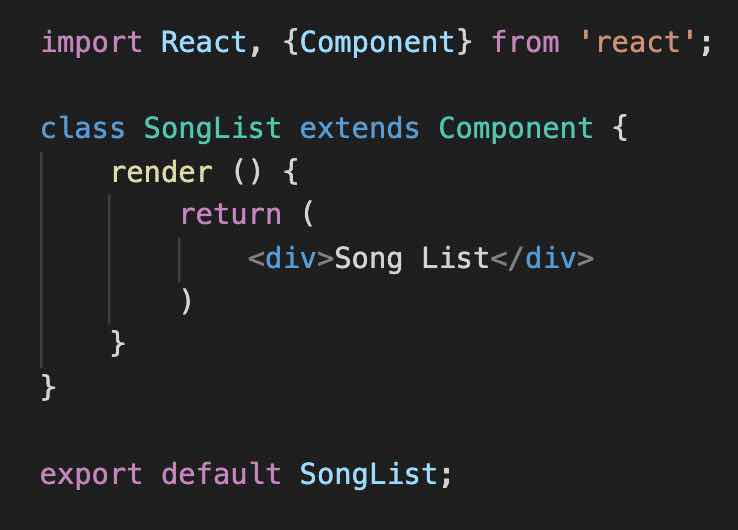 import React, {Component} from 'react';
class SongList extends Component {
render () {
return (
<div>Song List</div>
)
}
}
export default SongList;